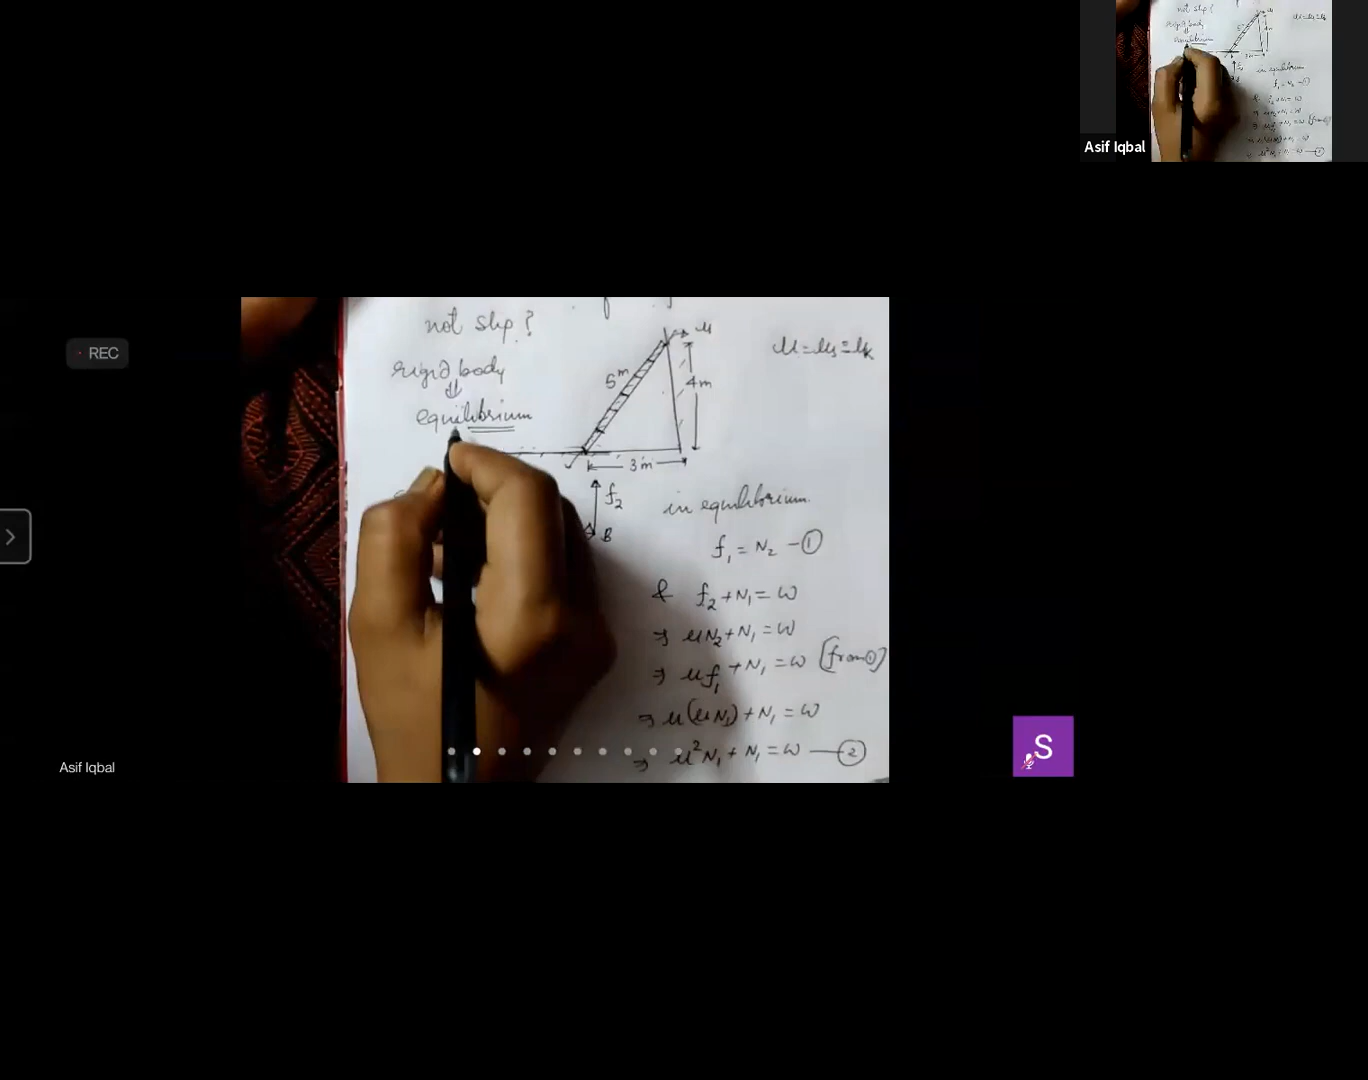 Asif Iqbal
REC
not slip?
rigid body
⇓
equilibrium
μ
μ = μs = μk
5m
4m
3m
f2
B
in equilibrium.
f1 = N2 — ①
& f2 + N1 = W
⇒ μN2 + N1 = W
⇒ μf1 + N1 = W [from ①]
⇒ μ(μN1) + N1 = W
⇒ μ²N1 + N1 = W — ②
S
Asif Iqbal